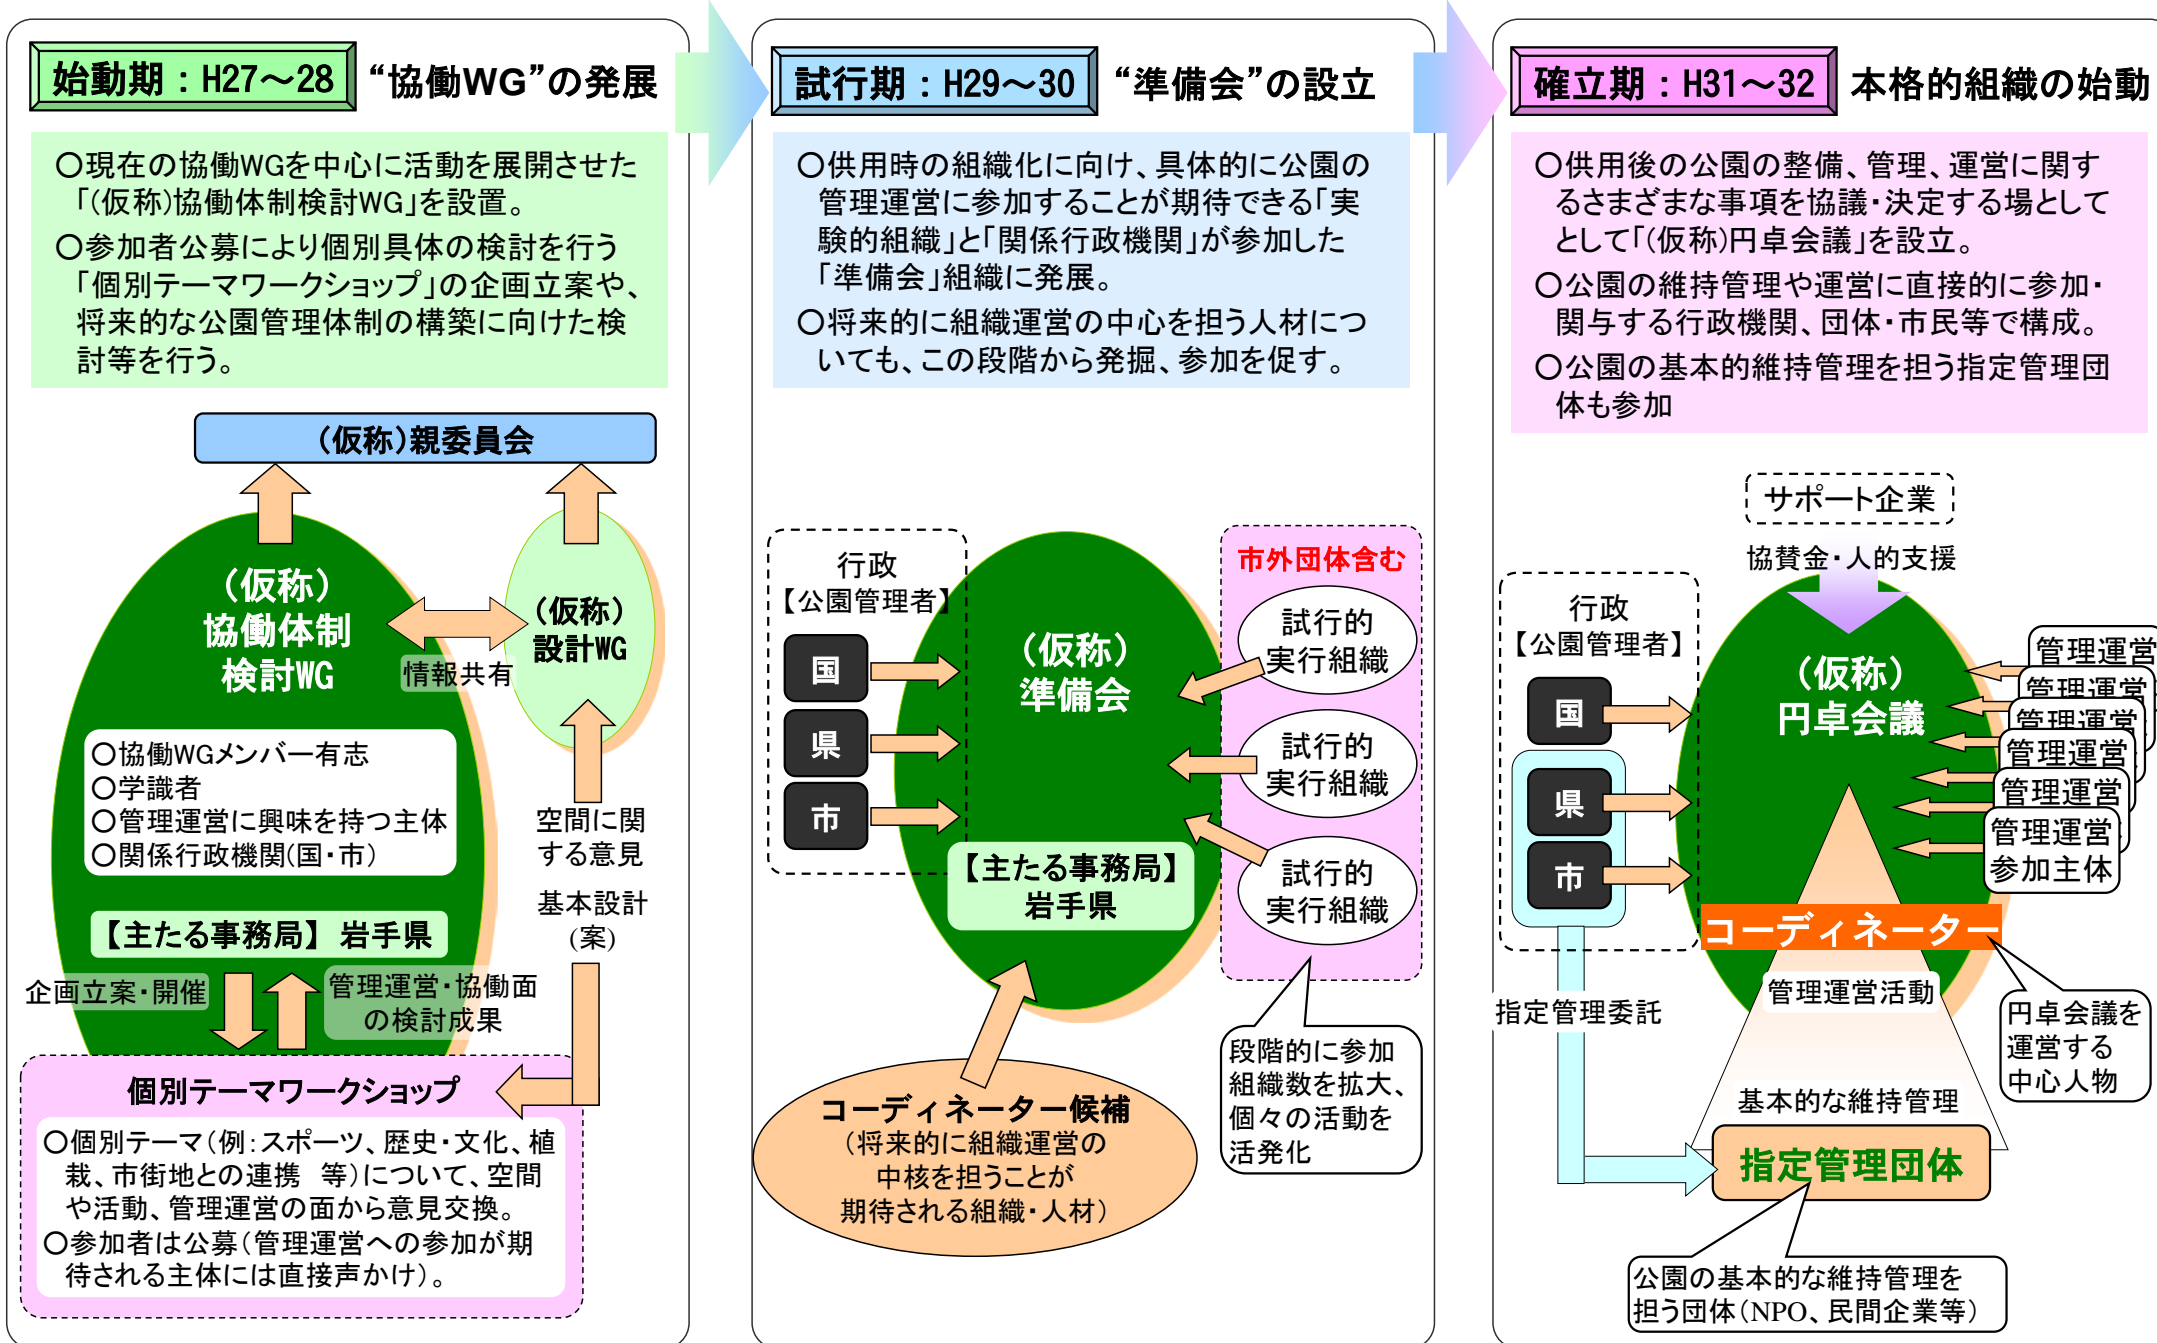 始動期：H27～28
“協働WG”の発展
〇現在の協働WGを中心に活動を展開させた
「(仮称)協働体制検討WG」を設置。
〇参加者公募により個別具体の検討を行う
「個別テーマワークショップ」の企画立案や、
将来的な公園管理体制の構築に向けた検
討等を行う。
（仮称）親委員会
（仮称）
協働体制
検討WG
情報共有
（仮称）
設計WG
〇協働WGメンバー有志
〇学識者
〇管理運営に興味を持つ主体
〇関係行政機関(国・市)
空間に関
する意見
基本設計
(案)
【主たる事務局】 岩手県
企画立案・開催
管理運営・協働面
の検討成果
個別テーマワークショップ
〇個別テーマ（例：スポーツ、歴史・文化、植
栽、市街地との連携　等）について、空間
や活動、管理運営の面から意見交換。
〇参加者は公募（管理運営への参加が期
待される主体には直接声かけ）。
試行期：H29～30
“準備会”の設立
〇供用時の組織化に向け、具体的に公園の
管理運営に参加することが期待できる「実
験的組織」と「関係行政機関」が参加した
「準備会」組織に発展。
〇将来的に組織運営の中心を担う人材につ
いても、この段階から発掘、参加を促す。
行政
【公園管理者】
国
県
市
（仮称）
準備会
【主たる事務局】
岩手県
市外団体含む
試行的
実行組織
試行的
実行組織
試行的
実行組織
段階的に参加
組織数を拡大、
個々の活動を
活発化
コーディネーター候補
（将来的に組織運営の
中核を担うことが
期待される組織・人材）
確立期：H31～32
本格的組織の始動
〇供用後の公園の整備、管理、運営に関す
るさまざまな事項を協議・決定する場として
として「(仮称)円卓会議」を設立。
〇公園の維持管理や運営に直接的に参加・
関与する行政機関、団体・市民等で構成。
〇公園の基本的維持管理を担う指定管理団
体も参加
サポート企業
協賛金・人的支援
行政
【公園管理者】
国
県
市
（仮称）
円卓会議
管理運営
管理運営
管理運営
管理運営
管理運営
管理運営
参加主体
コーディネーター
管理運営活動
円卓会議を
運営する
中心人物
指定管理委託
基本的な維持管理
指定管理団体
公園の基本的な維持管理を
担う団体（NPO、民間企業等）